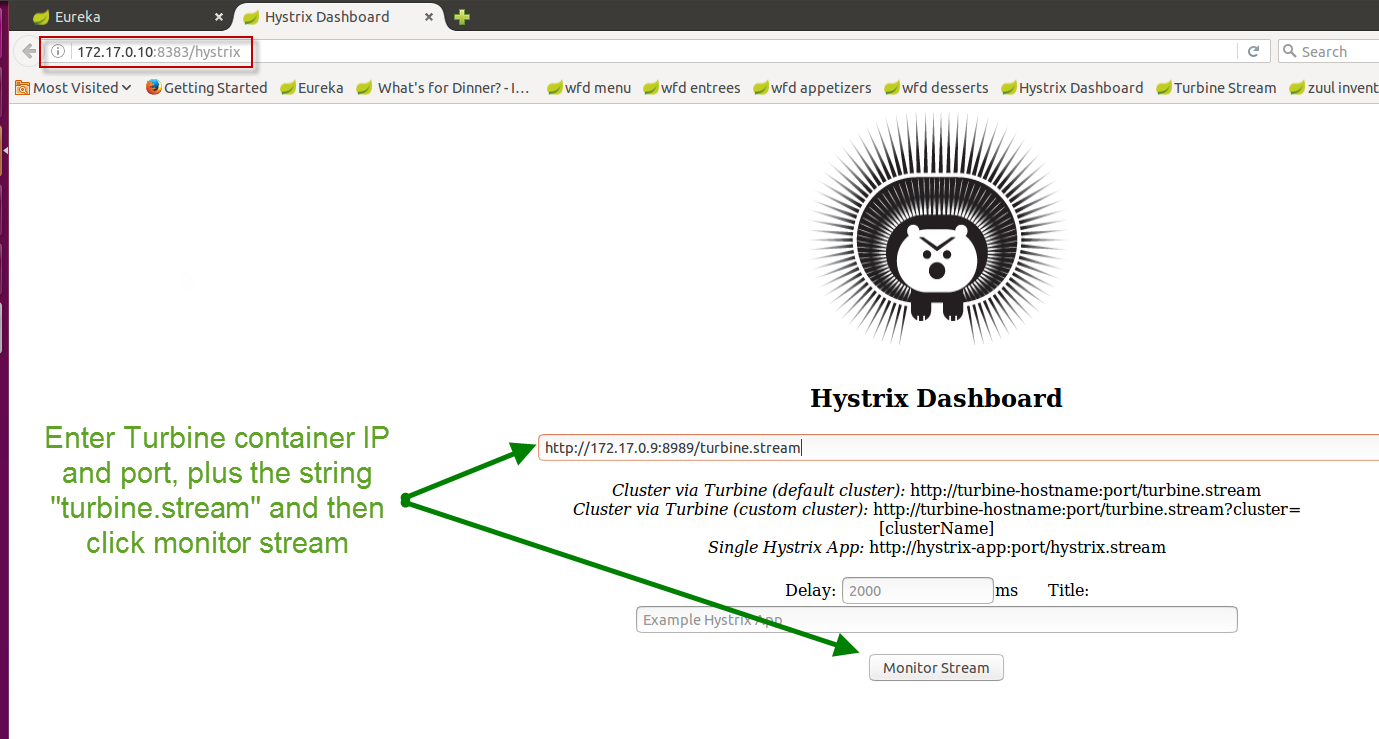 Eureka
Hystrix Dashboard
172.17.0.10:8383/hystrix
Search
Most Visited
Getting Started
Eureka
What's for Dinner? - I...
wfd menu
wfd entrees
wfd appetizers
wfd desserts
Hystrix Dashboard
Turbine Stream
zuul invent
Hystrix Dashboard
Enter Turbine container IP
and port, plus the string
"turbine.stream" and then
click monitor stream
http://172.17.0.9:8989/turbine.stream
Cluster via Turbine (default cluster): http://turbine-hostname:port/turbine.stream
Cluster via Turbine (custom cluster): http://turbine-hostname:port/turbine.stream?cluster=
[clusterName]
Single Hystrix App: http://hystrix-app:port/hystrix.stream
Delay: 2000 ms Title:
Example Hystrix App
Monitor Stream